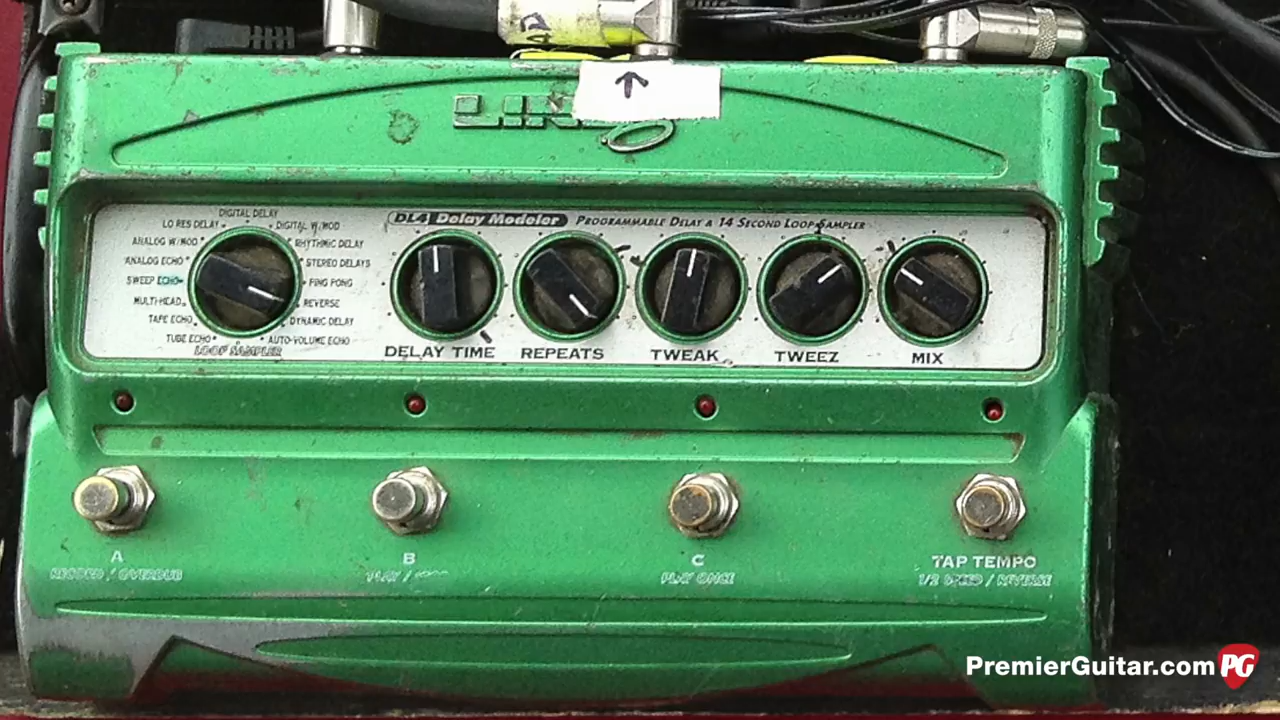 LINE 6
DL4 Delay Modeler PROGRAMMABLE DELAY & 14 SECOND LOOP SAMPLER
DIGITAL DELAY
LO RES DELAY
DIGITAL W/MOD
ANALOG W/MOD
RHYTHMIC DELAY
ANALOG ECHO
STEREO DELAYS
SWEEP ECHO
PING PONG
MULTI-HEAD
REVERSE
TAPE ECHO
DYNAMIC DELAY
TUBE ECHO
AUTO-VOLUME ECHO
LOOP SAMPLER
DELAY TIME
REPEATS
TWEAK
TWEEZ
MIX
A
RECORD / OVERDUB
B
PLAY /
C
PLAY ONCE
TAP TEMPO
1/2 SPEED / REVERSE
PremierGuitar.com PG